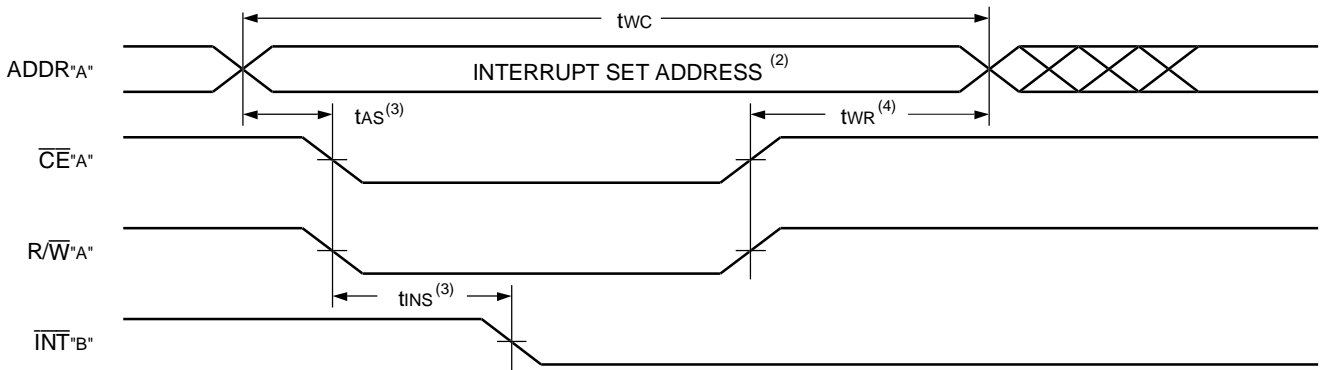 tWC
ADDR"A"
INTERRUPT SET ADDRESS (2)
tAS(3)
tWR(4)
CE"A"
R/W"A"
tINS(3)
INT"B"